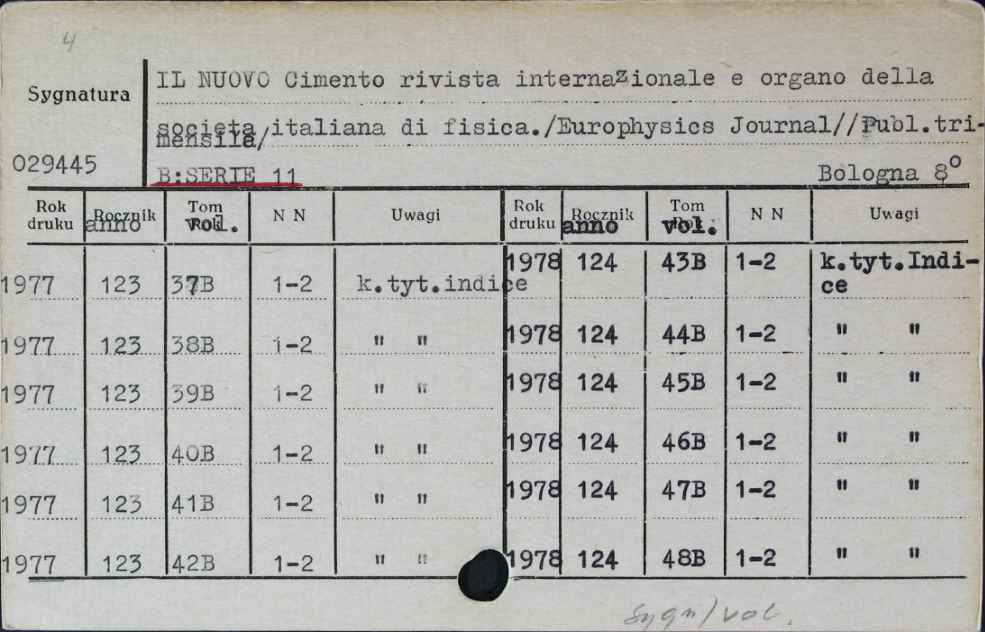 4
Sygnatura
IL NUOVO Cimento rivista internazionale e organo della
societa italiana di fisica./Europhysics Journal//Publ.tri-
mensile/
029445
B:SERIE 11 Bologna 8º
Rok druku Rocznik anno Tom vol. N N Uwagi Rok druku Rocznik anno Tom vol. N N Uwagi
1977 123 37B 1-2 k.tyt.indice 1978 124 43B 1-2 k.tyt.Indi-
ce
1977 123 38B 1-2 " " 1978 124 44B 1-2 " "
1977 123 39B 1-2 " " 1978 124 45B 1-2 " "
1977 123 40B 1-2 " " 1978 124 46B 1-2 " "
1977 123 41B 1-2 " " 1978 124 47B 1-2 " "
1977 123 42B 1-2 " " 1978 124 48B 1-2 " "
sygn/vol.